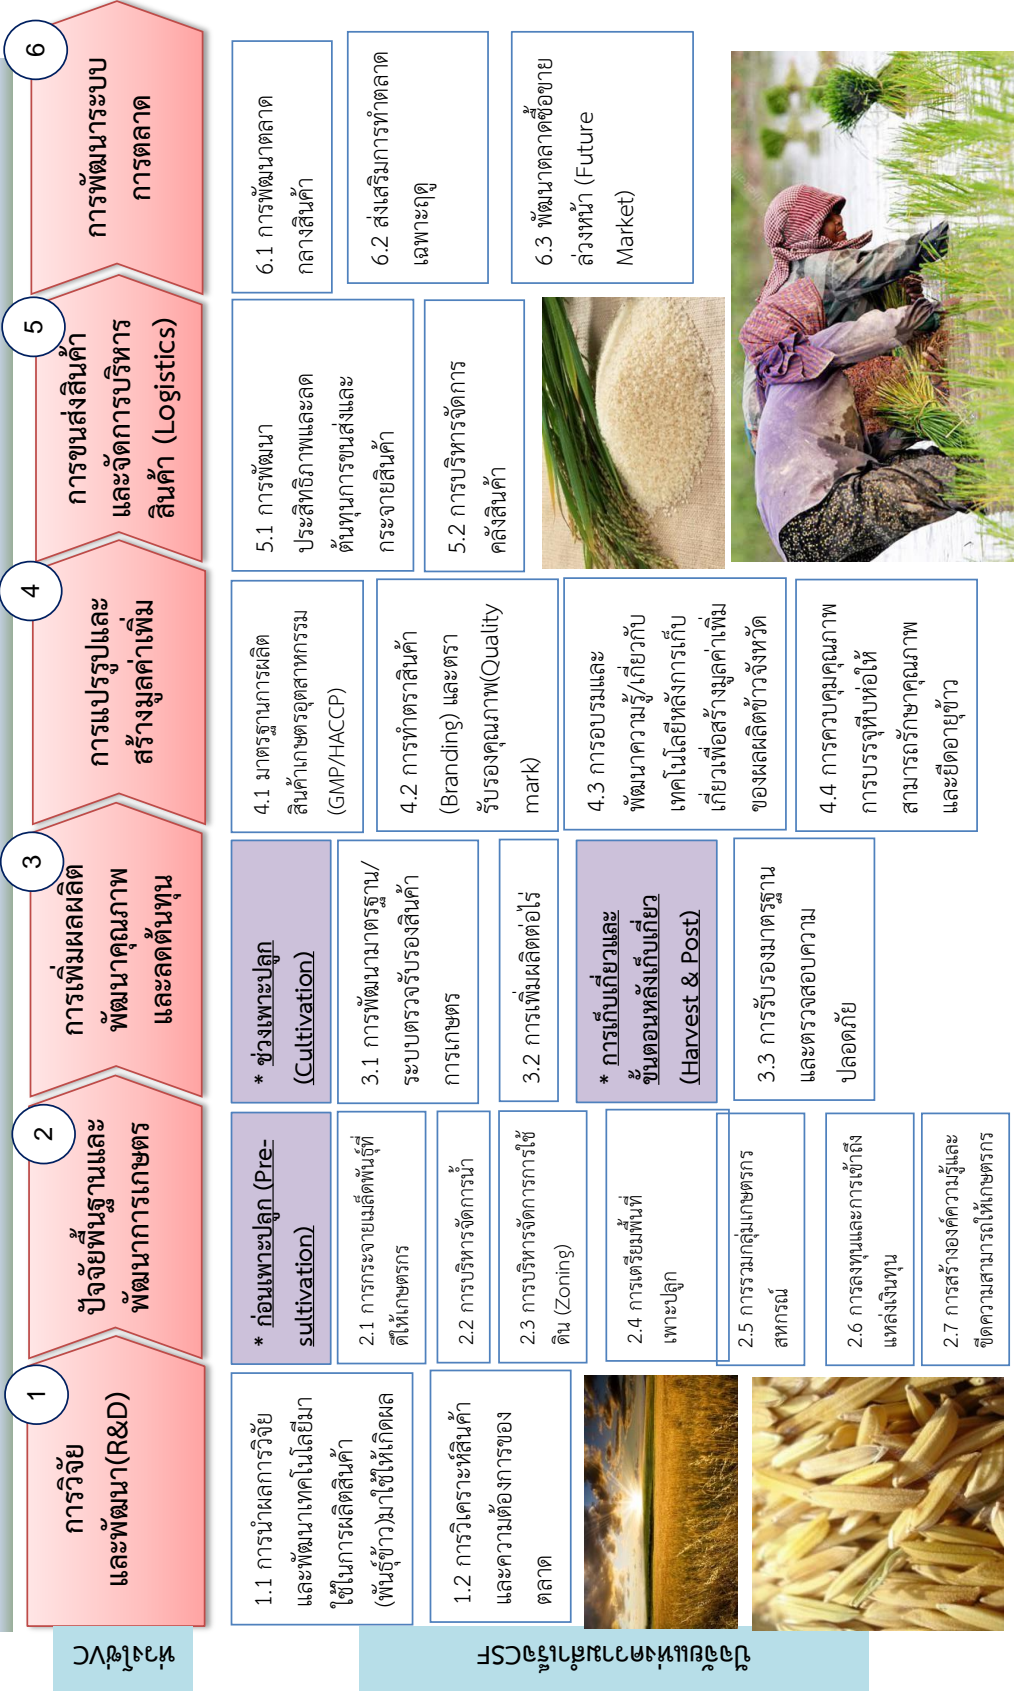 ห่วงโซ่VC
1
การวิจัย
และพัฒนา(R&D)
2
ปัจจัยพื้นฐานและ
พัฒนาการเกษตร
3
การเพิ่มผลผลิต
พัฒนาคุณภาพ
และลดต้นทุน
4
การแปรรูปและ
สร้างมูลค่าเพิ่ม
5
การขนส่งสินค้า
และจัดการบริหาร
สินค้า (Logistics)
6
การพัฒนาระบบ
การตลาด
ปัจจัยแห่งความสำเร็จCSF
1.1 การนำผลการวิจัย
และพัฒนาเทคโนโลยีมา
ใช้ในการผลิตสินค้า
(พันธุ์ข้าว)มาใช้ให้เกิดผล
1.2 การวิเคราะห์สินค้า
และความต้องการของ
ตลาด
* ก่อนเพาะปลูก (Pre-
sultivation)
2.1 การกระจายเมล็ดพันธุ์ที่
ดีให้เกษตรกร
2.2 การบริหารจัดการน้ำ
2.3 การบริหารจัดการการใช้
ดิน (Zoning)
2.4 การเตรียมพื้นที่
เพาะปลูก
2.5 การรวมกลุ่มเกษตรกร
สหกรณ์
2.6 การลงทุนและการเข้าถึง
แหล่งเงินทุน
2.7 การสร้างองค์ความรู้และ
ขีดความสามารถให้เกษตรกร
* ช่วงเพาะปลูก
(Cultivation)
3.1 การพัฒนามาตรฐาน/
ระบบตรวจรับรองสินค้า
การเกษตร
3.2 การเพิ่มผลิตต่อไร่
* การเก็บเกี่ยวและ
ขั้นตอนหลังเก็บเกี่ยว
(Harvest & Post)
3.3 การรับรองมาตรฐาน
และตรวจสอบความ
ปลอดภัย
4.1 มาตรฐานการผลิต
สินค้าเกษตรอุตสาหกรรม
(GMP/HACCP)
4.2 การทำตราสินค้า
(Branding) และตรา
รับรองคุณภาพ(Quality
mark)
4.3 การอบรมและ
พัฒนาความรู้/เกี่ยวกับ
เทคโนโลยีหลังการเก็บ
เกี่ยวเพื่อสร้างมูลค่าเพิ่ม
ของผลผลิตข้าวจังหวัด
4.4 การควบคุมคุณภาพ
การบรรจุหีบห่อให้
สามารถรักษาคุณภาพ
และยืดอายุข้าว
5.1 การพัฒนา
ประสิทธิภาพและลด
ต้นทุนการขนส่งและ
กระจายสินค้า
5.2 การบริหารจัดการ
คลังสินค้า
6.1 การพัฒนาตลาด
กลางสินค้า
6.2 ส่งเสริมการทำตลาด
เฉพาะฤดู
6.3 พัฒนาตลาดซื้อขาย
ล่วงหน้า (Future
Market)